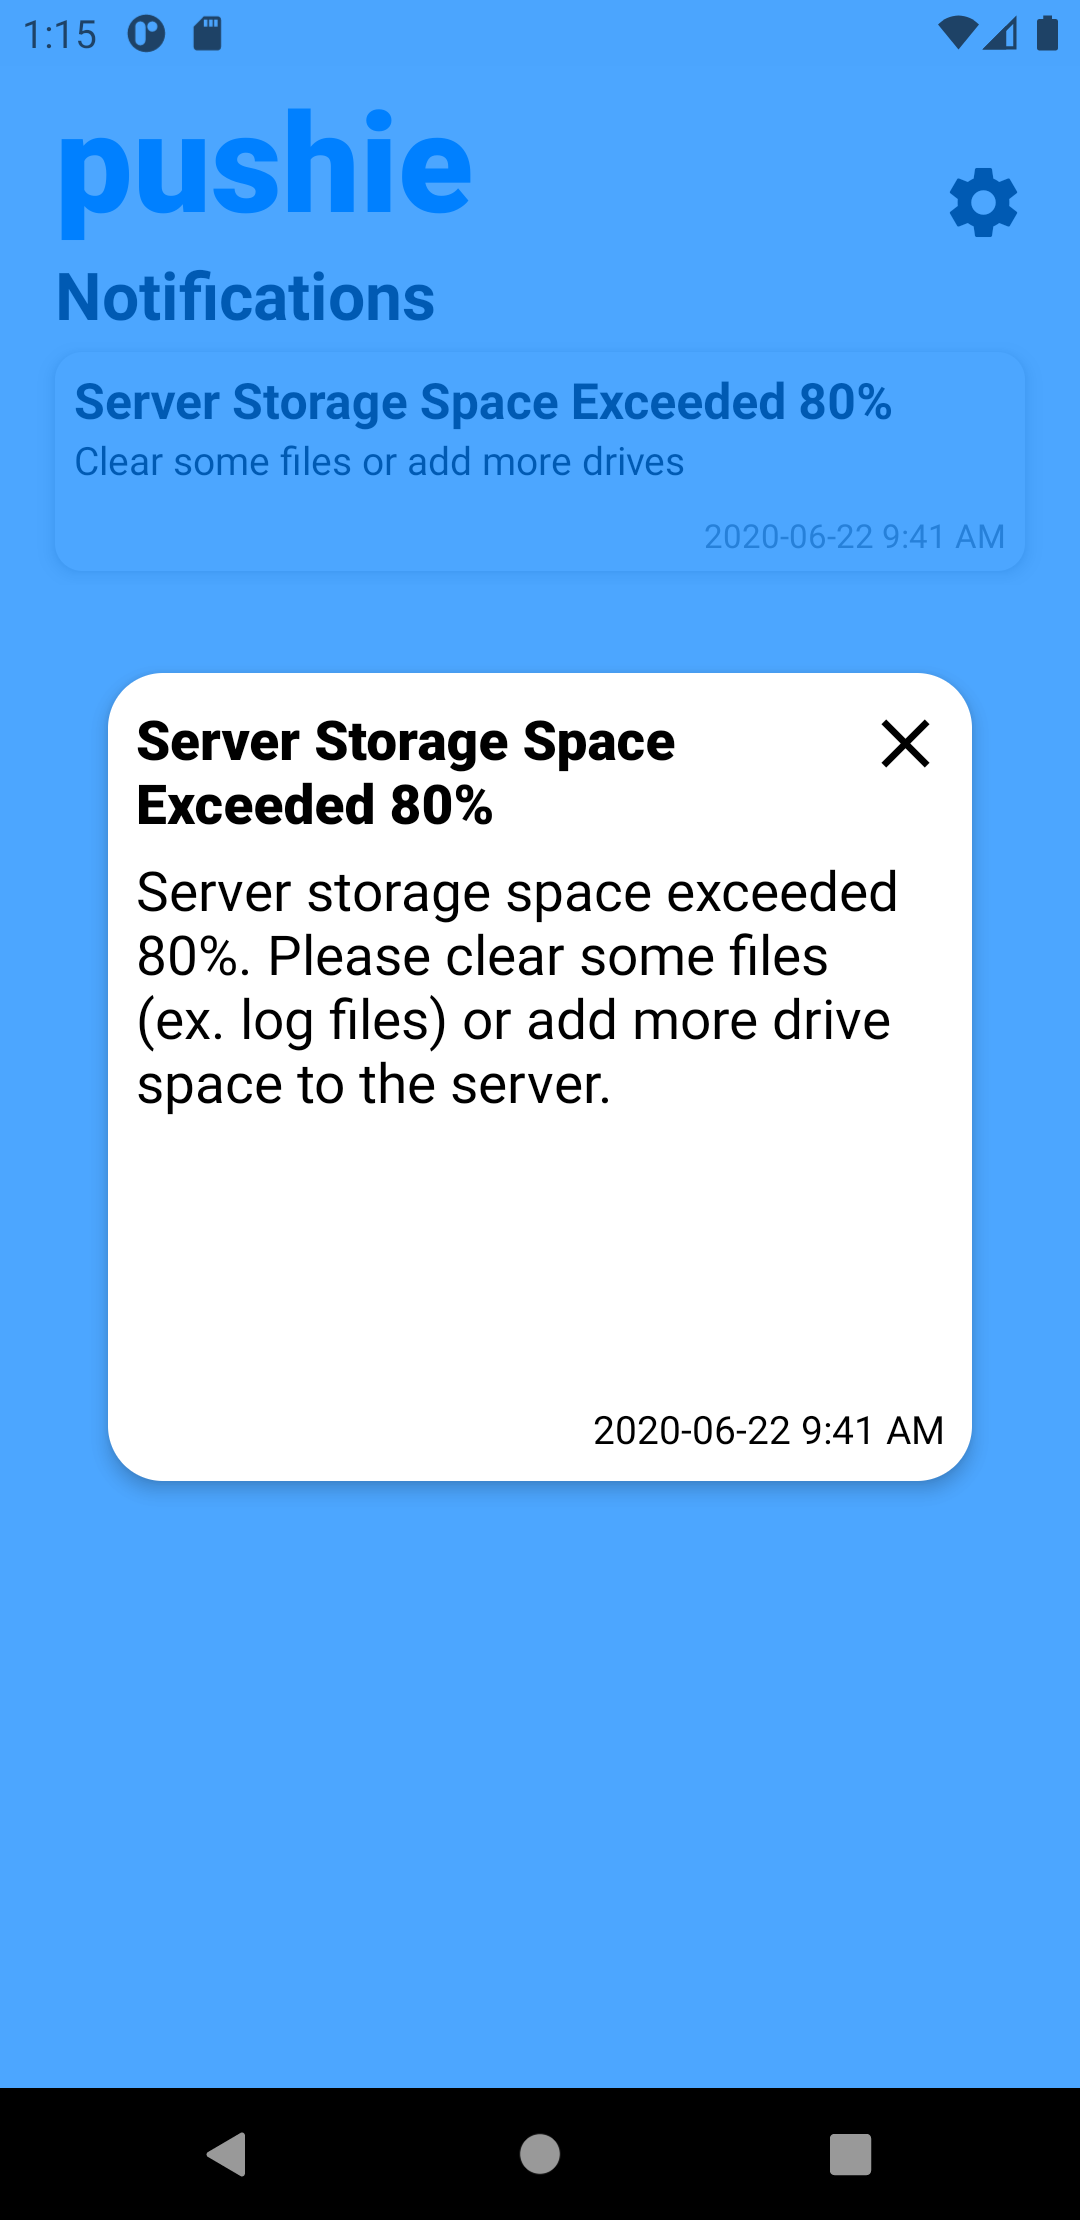 1:15
pushie
Notifications
Server Storage Space Exceeded 80%
Clear some files or add more drives
2020-06-22 9:41 AM
Server Storage Space
Exceeded 80%
Server storage space exceeded
80%. Please clear some files
(ex. log files) or add more drive
space to the server.
2020-06-22 9:41 AM